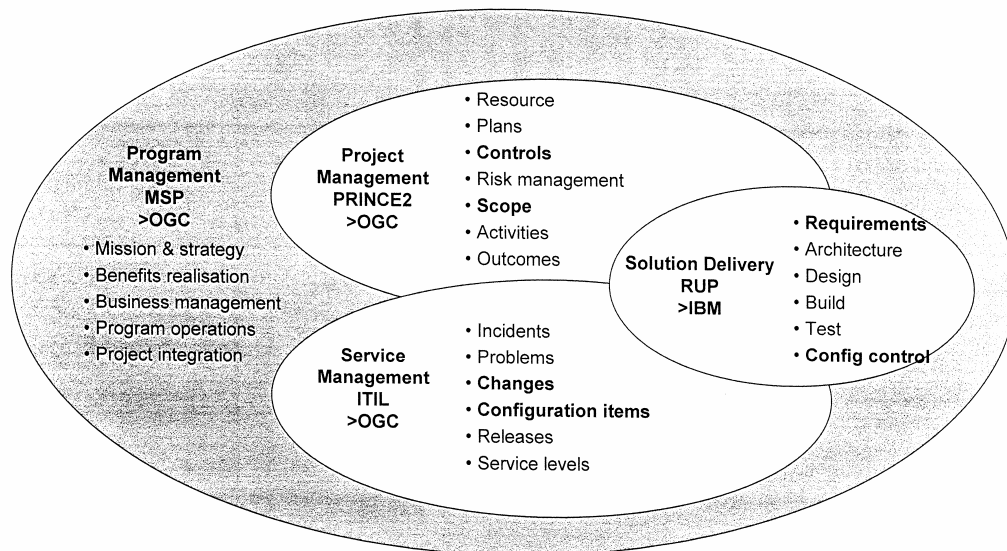 Program
Management
MSP
>OGC
• Mission & strategy
• Benefits realisation
• Business management
• Program operations
• Project integration
Project
Management
PRINCE2
>OGC
• Resource
• Plans
• Controls
• Risk management
• Scope
• Activities
• Outcomes
Solution Delivery
RUP
>IBM
• Requirements
• Architecture
• Design
• Build
• Test
• Config control
Service
Management
ITIL
>OGC
• Incidents
• Problems
• Changes
• Configuration items
• Releases
• Service levels